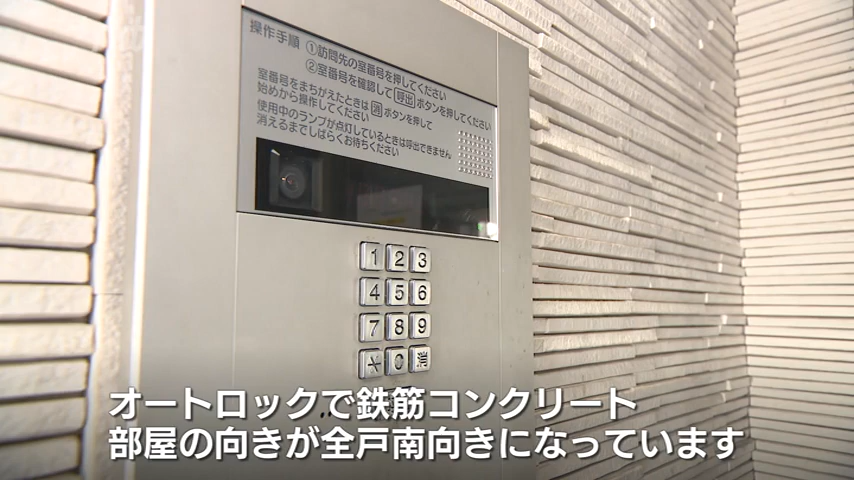 操作手順 ①訪問先の室番号を押してください
②室番号を確認して 呼出 ボタンを押してください
室番号をまちがえたときは 消 ボタンを押して
始めから操作してください
使用中のランプが点灯しているときは呼出できません
消えるまでしばらくお待ちください
1 2 3
4 5 6
7 8 9
* 0 消
オートロックで鉄筋コンクリート
部屋の向きが全戸南向きになっています